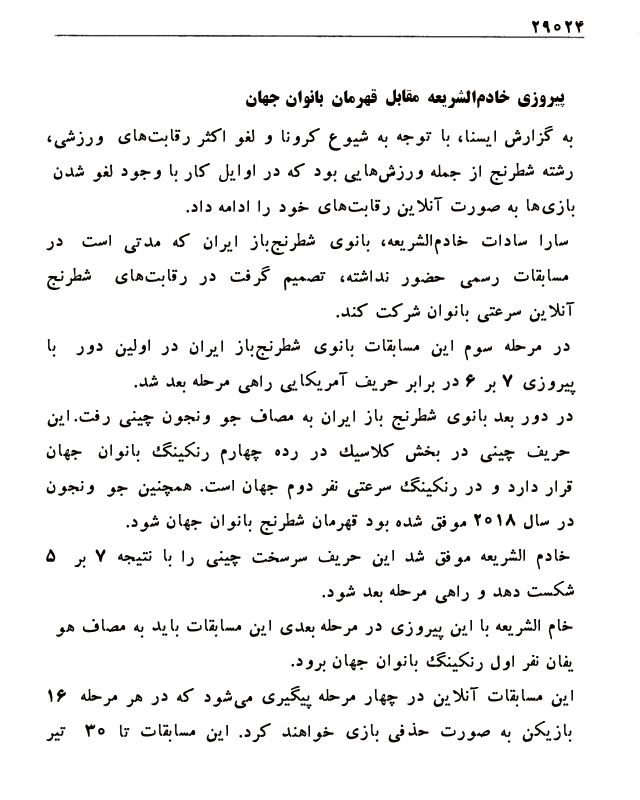 ۲۹۰۲۴
پیروزی خادم‌الشریعه مقابل قهرمان بانوان جهان
به گزارش ایسنا، با توجه به شیوع کرونا و لغو اکثر رقابت‌های ورزشی،
رشته شطرنج از جمله ورزش‌هایی بود که در اوایل کار با وجود لغو شدن
بازی‌ها به صورت آنلاین رقابت‌های خود را ادامه داد.
سارا سادات خادم‌الشریعه، بانوی شطرنج‌باز ایران که مدتی است در
مسابقات رسمی حضور نداشته، تصمیم گرفت در رقابت‌های شطرنج
آنلاین سرعتی بانوان شرکت کند.
در مرحله سوم این مسابقات بانوی شطرنج‌باز ایران در اولین دور با
پیروزی ۷ بر ۶ در برابر حریف آمریکایی راهی مرحله بعد شد.
در دور بعد بانوی شطرنج باز ایران به مصاف جو ونجون چینی رفت. این
حریف چینی در بخش کلاسیك در رده چهارم رنکینگ بانوان جهان
قرار دارد و در رنکینگ سرعتی نفر دوم جهان است. همچنین جو ونجون
در سال ۲۰۱۸ موفق شده بود قهرمان شطرنج بانوان جهان شود.
خادم الشریعه موفق شد این حریف سرسخت چینی را با نتیجه ۷ بر ۵
شکست دهد و راهی مرحله بعد شود.
خام الشریعه با این پیروزی در مرحله بعدی این مسابقات باید به مصاف هو
یفان نفر اول رنکینگ بانوان جهان برود.
این مسابقات آنلاین در چهار مرحله پیگیری می‌شود که در هر مرحله ۱۶
بازیکن به صورت حذفی بازی خواهند کرد. این مسابقات تا ۳۰ تیر